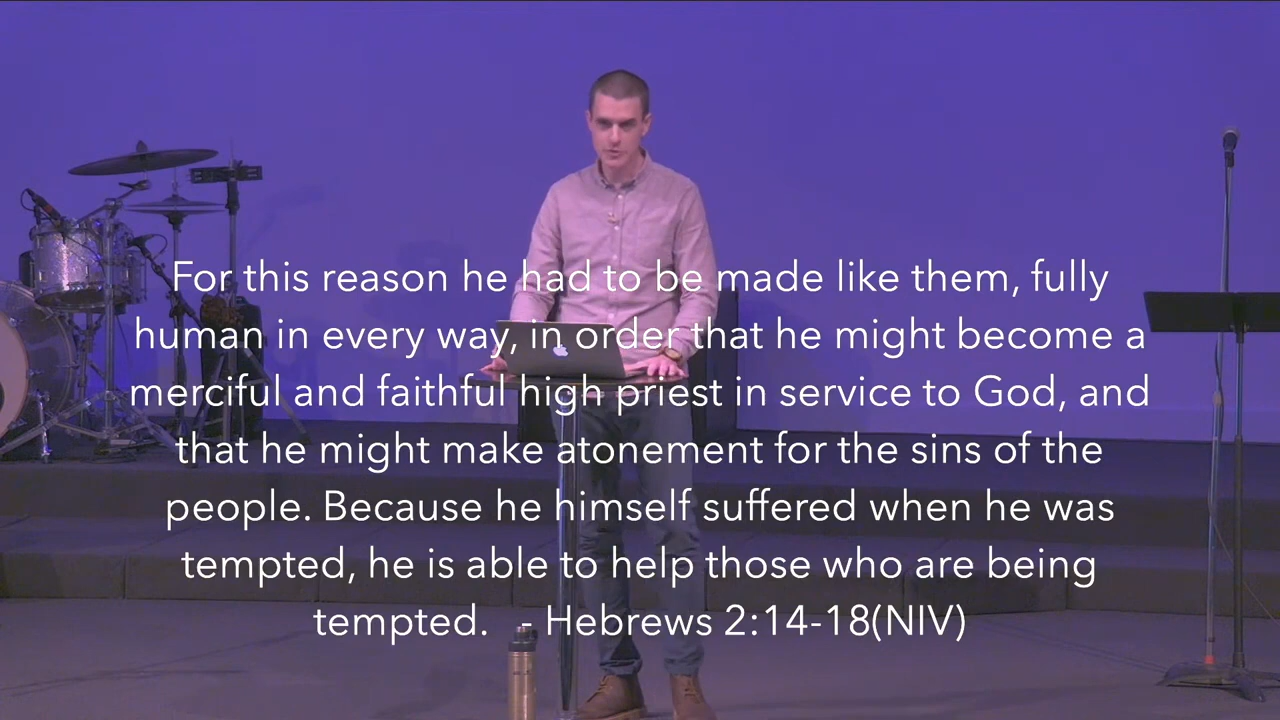 For this reason he had to be made like them, fully
human in every way, in order that he might become a
merciful and faithful high priest in service to God, and
that he might make atonement for the sins of the
people. Because he himself suffered when he was
tempted, he is able to help those who are being
tempted.   - Hebrews 2:14-18(NIV)